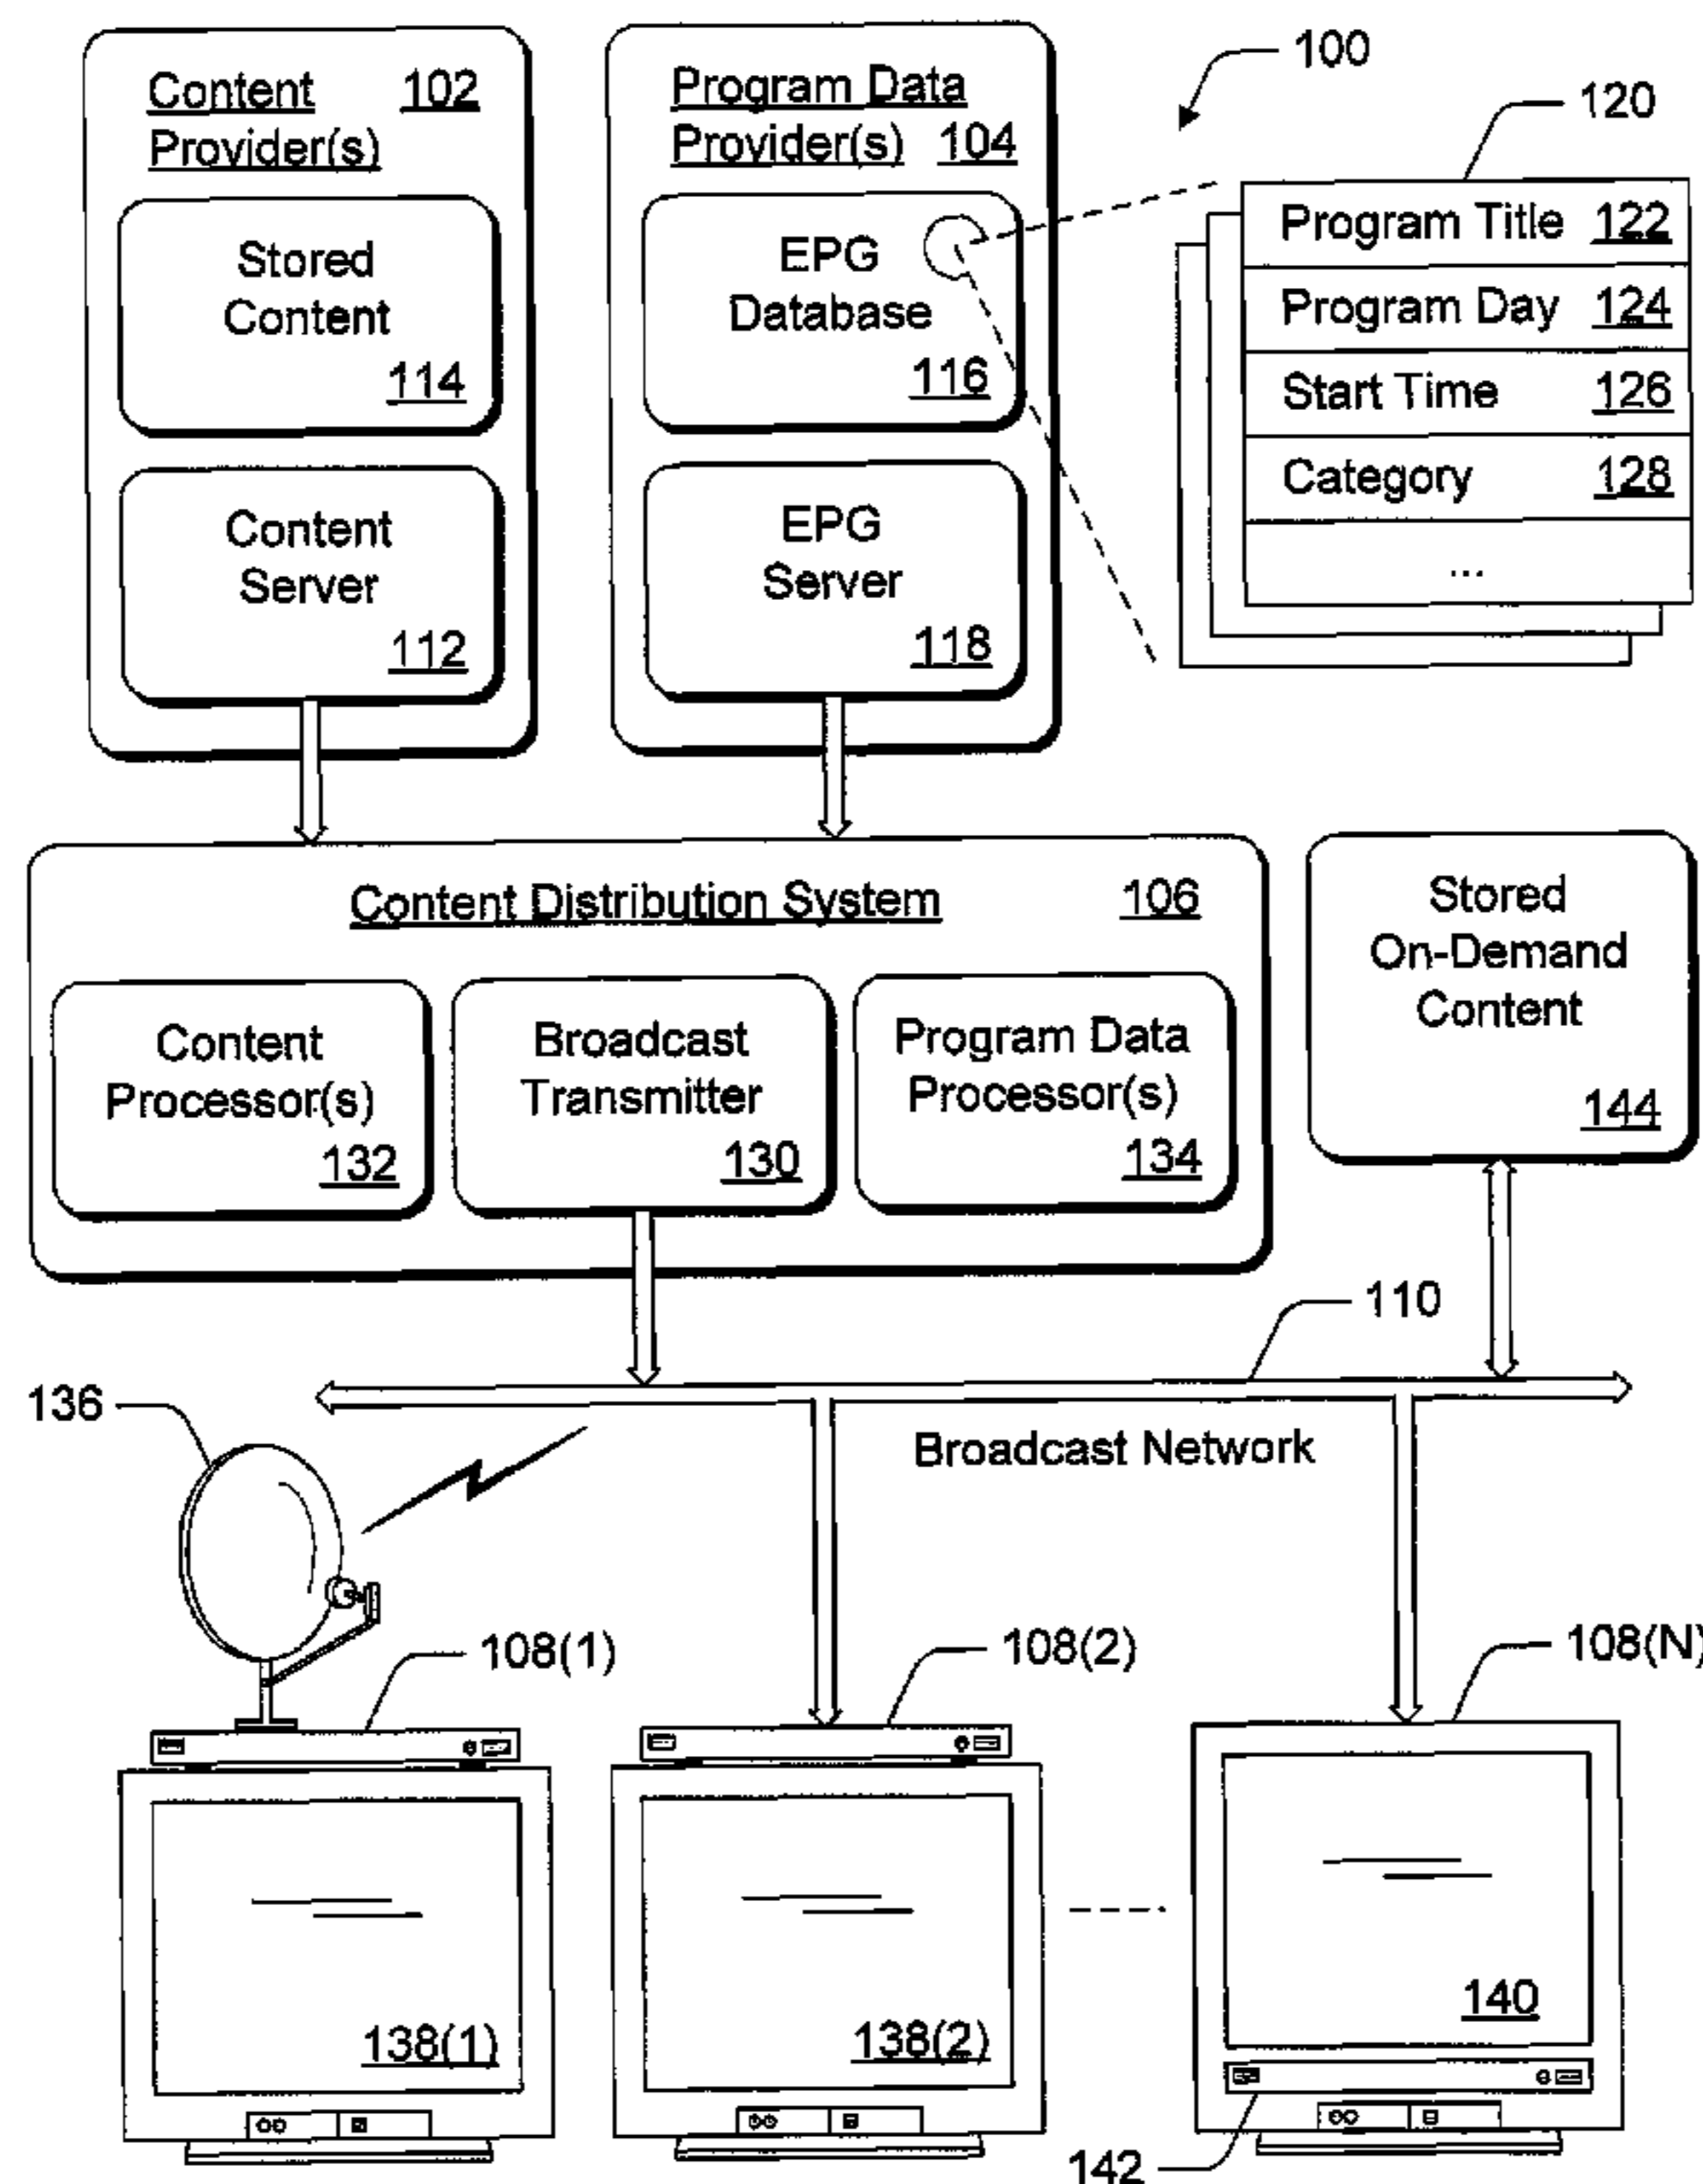 100
Content 102
Provider(s)
Stored
Content
114
Content
Server
112
Program Data
Provider(s) 104
EPG
Database
116
EPG
Server
118
120
Program Title 122
Program Day 124
Start Time 126
Category 128
...
Content Distribution System 106
Content
Processor(s)
132
Broadcast
Transmitter
130
Program Data
Processor(s)
134
Stored
On-Demand
Content
144
110
Broadcast Network
136
108(1)
108(2)
108(N)
138(1)
138(2)
140
142